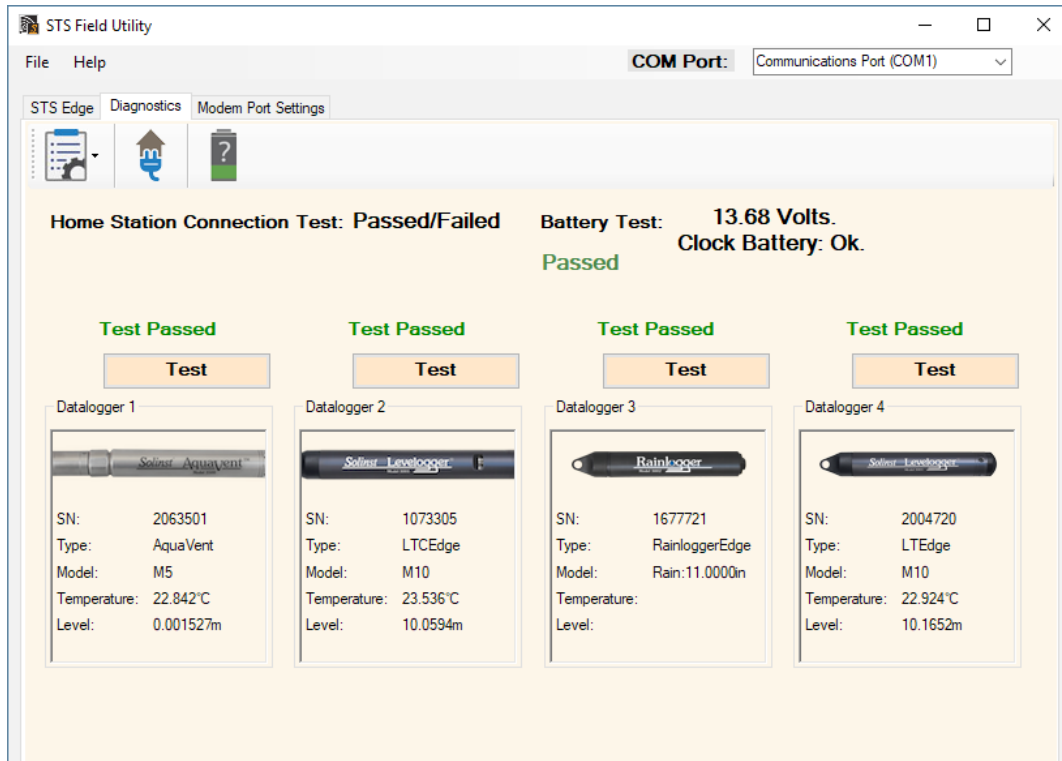 STS Field Utility
File Help COM Port: Communications Port (COM1)
STS Edge Diagnostics Modem Port Settings
?
Home Station Connection Test: Passed/Failed
Battery Test: 13.68 Volts.
Clock Battery: Ok.
Passed
Test Passed Test Passed Test Passed Test Passed
Test Test Test Test
Datalogger 1
Solinst Aquavent
SN: 2063501
Type: AquaVent
Model: M5
Temperature: 22.842°C
Level: 0.001527m
Datalogger 2
Solinst Levelogger
SN: 1073305
Type: LTCEdge
Model: M10
Temperature: 23.536°C
Level: 10.0594m
Datalogger 3
Rainlogger
SN: 1677721
Type: RainloggerEdge
Model: Rain:11.0000in
Temperature:
Level:
Datalogger 4
Solinst Levelogger
SN: 2004720
Type: LTEdge
Model: M10
Temperature: 22.924°C
Level: 10.1652m